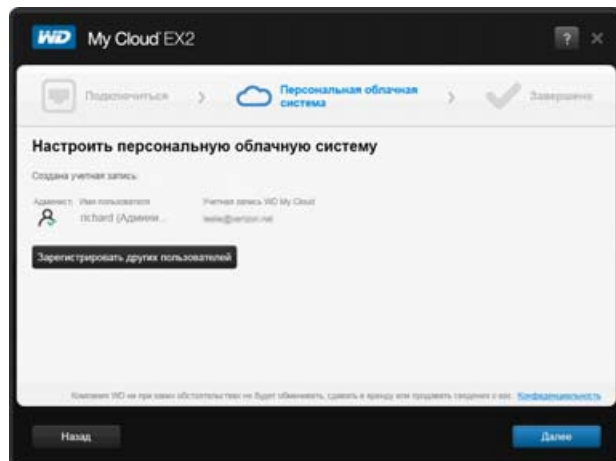 WD My Cloud EX2
?
Подключиться
Персональная облачная
система
Завершено
Настроить персональную облачную систему
Создана учетная запись:
Админист. Имя пользователя Учетная запись WD My Cloud
richard (Админи... @verizon.net
Зарегистрировать других пользователей
Компания WD ни при каких обстоятельствах не будет обменивать, сдавать в аренду или продавать сведения о вас. Конфиденциальность
Назад
Далее